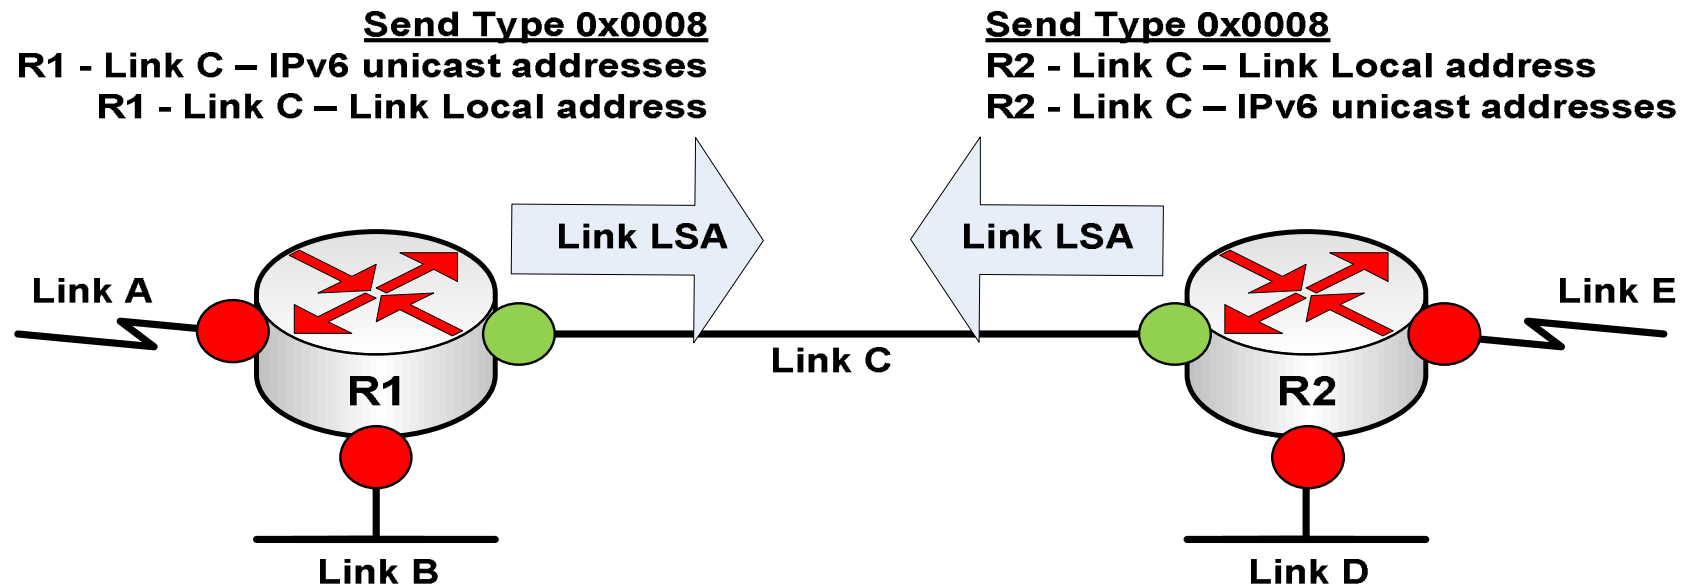 Send Type 0x0008
R1 - Link C – IPv6 unicast addresses
R1 - Link C – Link Local address
Send Type 0x0008
R2 - Link C – Link Local address
R2 - Link C – IPv6 unicast addresses
Link LSA
Link LSA
Link A
Link E
Link C
R1
R2
Link B
Link D